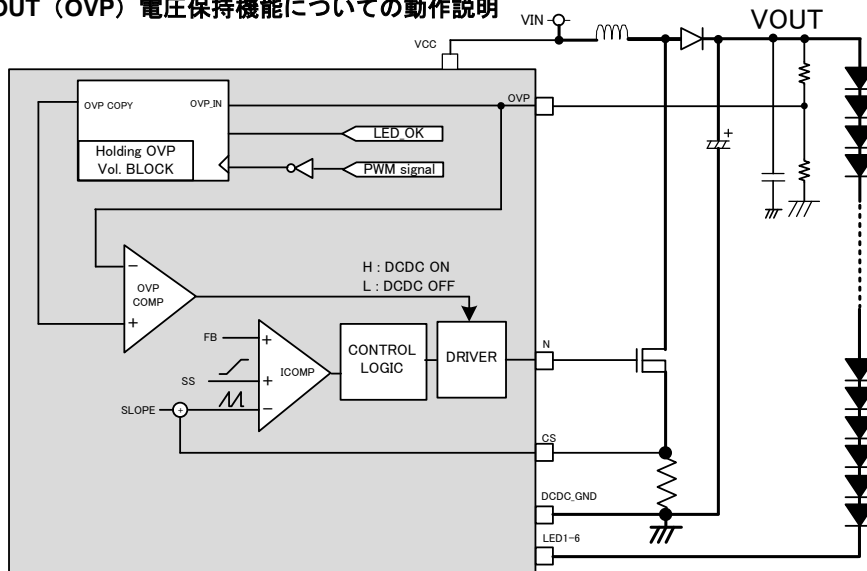 OUT（OVP）電圧保持機能についての動作説明
VIN
VOUT
VCC
OVP COPY
OVP_IN
OVP
LED_OK
Holding OVP
Vol. BLOCK
PWM signal
+
−
OVP
COMP
+
H : DCDC ON
L : DCDC OFF
FB
+
SS
+
ICOMP
SLOPE
+
−
CONTROL
LOGIC
DRIVER
N
CS
DCDC_GND
LED1-6